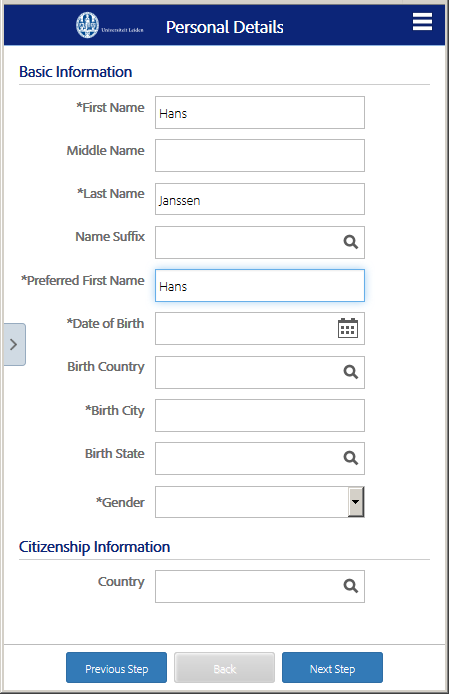 Universiteit Leiden
Personal Details
Basic Information
*First Name
Hans
Middle Name
*Last Name
Janssen
Name Suffix
*Preferred First Name
Hans
*Date of Birth
Birth Country
*Birth City
Birth State
*Gender
Citizenship Information
Country
Previous Step
Back
Next Step